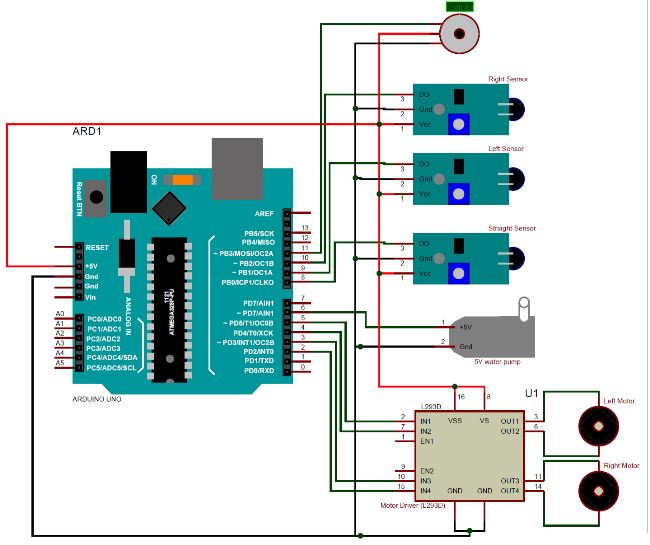 Right Sensor
DO
3
Gnd
2
Vcc
1
ARD1
Left Sensor
DO
3
Gnd
2
Vcc
1
ON
Reset BTN
AREF
PB5/SCK
13
PB4/MISO
12
~ PB3/MOSI/OC2A
11
~ PB2/OC1B
10
~ PB1/OC1A
9
PB0/ICP1/CLKO
8
Striaght Sensor
DO
3
Gnd
2
Vcc
1
RESET
+5V
Gnd
Gnd
Vin
ANALOG IN
1121
ATMEGA328P-PU
PD7/AIN1
7
~ PD7/AIN1
6
~ PD5/T1/OC0B
5
PD4/T0/XCK
4
~ PD3/INT1/OC2B
3
PD2/INT0
2
PD1/TXD
1
PD0/RXD
0
A0
PC0/ADC0
A1
PC1/ADC1
A2
PC2/ADC2
A3
PC3/ADC3
A4
PC4/ADC4/SDA
A5
PC5/ADC5/SCL
ARDUINO UNO
1
+5V
2
Gnd
5V water pump
U1
L293D
16
8
VSS
VS
2
IN1
7
IN2
1
EN1
OUT1
3
OUT2
6
Left Motor
9
EN2
10
IN3
15
IN4
OUT3
11
OUT4
14
Right Motor
GND
GND
Motor Driver (L293D)